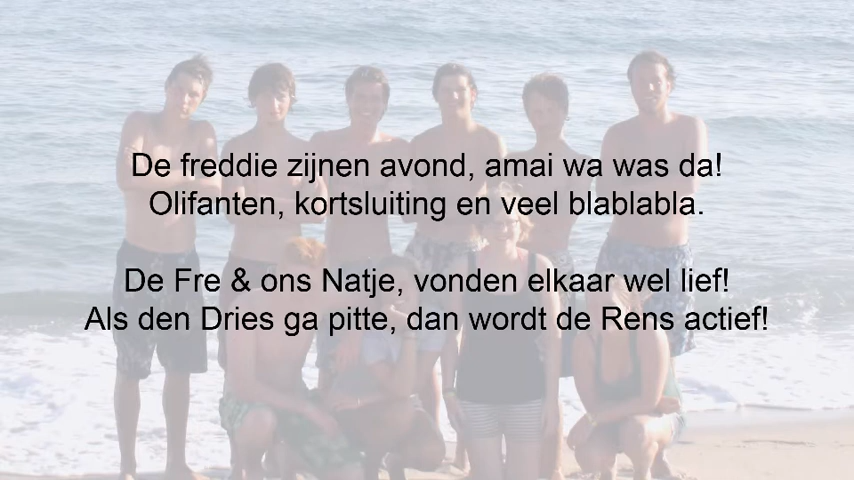 De freddie zijnen avond, amai wa was da!
Olifanten, kortsluiting en veel blablabla.
De Fre & ons Natje, vonden elkaar wel lief!
Als den Dries ga pitte, dan wordt de Rens actief!